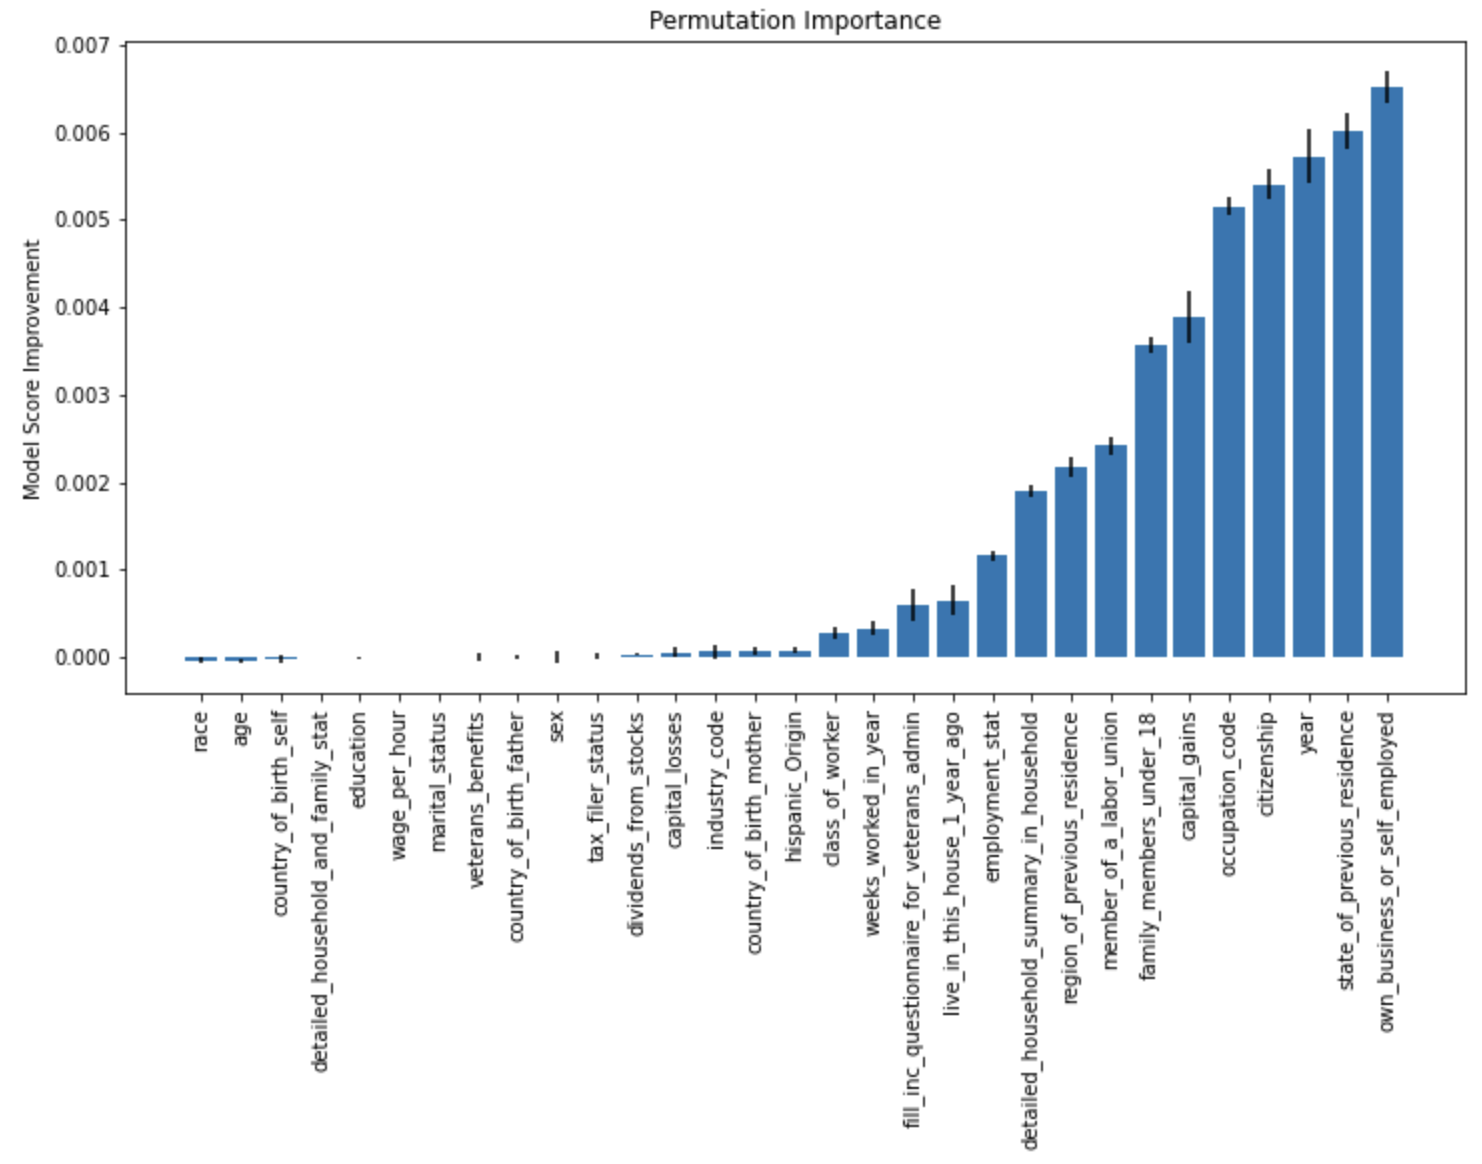 Permutation Importance
Model Score Improvement
0.007
0.006
0.005
0.004
0.003
0.002
0.001
0.000
race
age
country_of_birth_self
detailed_household_and_family_stat
education
wage_per_hour
marital_status
veterans_benefits
country_of_birth_father
sex
tax_filer_status
dividends_from_stocks
capital_losses
industry_code
country_of_birth_mother
hispanic_Origin
class_of_worker
weeks_worked_in_year
fill_inc_questionnaire_for_veterans_admin
live_in_this_house_1_year_ago
employment_stat
detailed_household_summary_in_household
region_of_previous_residence
member_of_a_labor_union
family_members_under_18
capital_gains
occupation_code
citizenship
year
state_of_previous_residence
own_business_or_self_employed